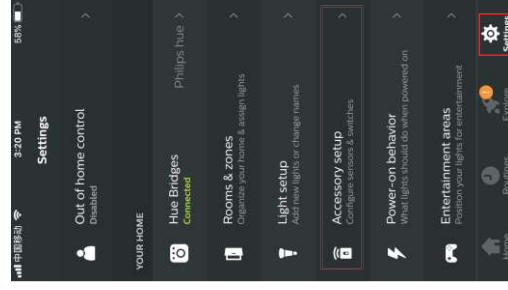 中国移动 3:20 PM 58%
Settings
Out of home control
Disabled
YOUR HOME
Hue Bridges
Connected
Philips hue
Rooms & zones
Organize your home & assign lights
Light setup
Add new lights or change names
Accessory setup
Configure sensors & switches
Power-on behavior
What lights should do when powered on
Entertainment areas
Position your lights for entertainment
Home Routines Explore Settings